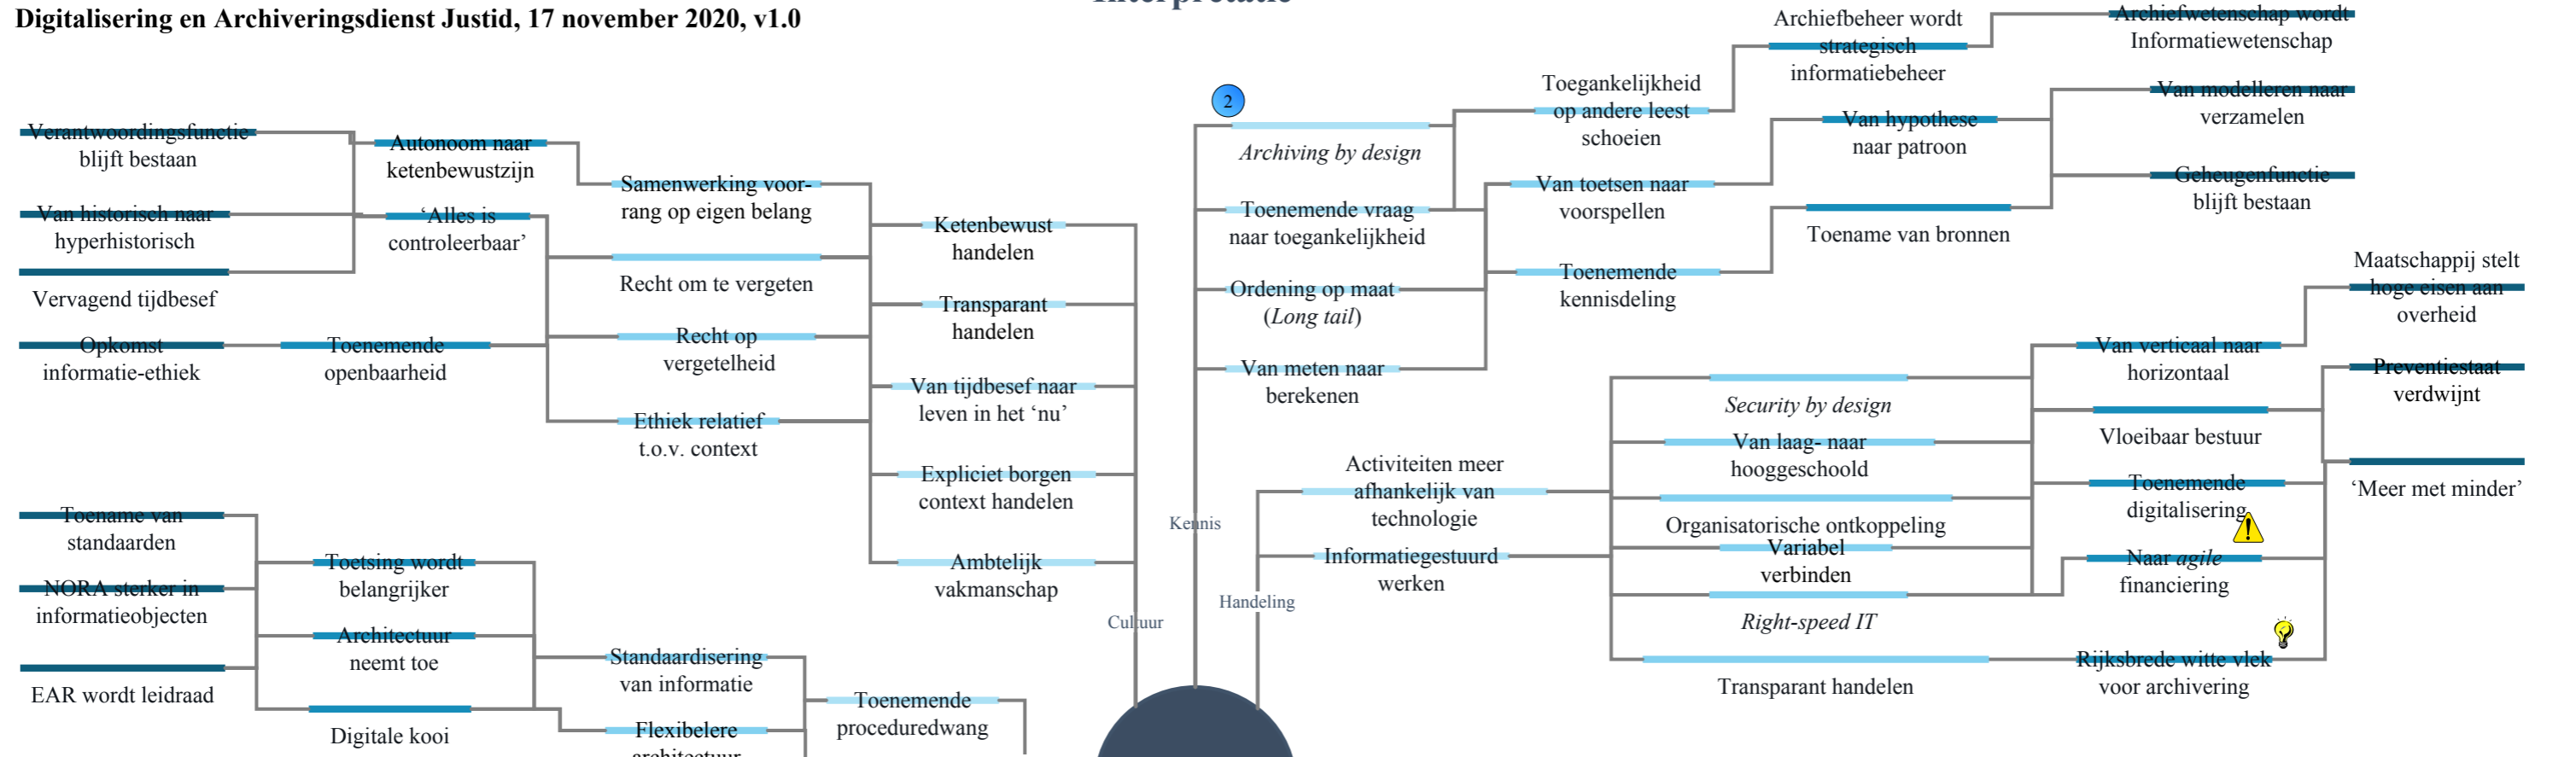 Digitalisering en Archiveringsdienst Justid, 17 november 2020, v1.0
Interpretatie
Verantwoordingsfunctie
blijft bestaan
Van historisch naar
hyperhistorisch
Vervagend tijdbesef
Opkomst
informatie-ethiek
Autonoom naar
ketenbewustzijn
‘Alles is
controleerbaar’
Toenemende
openbaarheid
Samenwerking voor-
rang op eigen belang
Recht om te vergeten
Recht op
vergetelheid
Ethiek relatief
t.o.v. context
Ketenbewust
handelen
Transparant
handelen
Van tijdbesef naar
leven in het ‘nu’
Expliciet borgen
context handelen
Ambtelijk
vakmanschap
Cultuur
Toename van
standaarden
NORA sterker in
informatieobjecten
EAR wordt leidraad
Toetsing wordt
belangrijker
Architectuur
neemt toe
Digitale kooi
Standaardisering
van informatie
Flexibelere
architectuur
Toenemende
proceduredwang
Kennis
2
Archiving by design
Toenemende vraag
naar toegankelijkheid
Ordening op maat
(Long tail)
Van meten naar
berekenen
Toegankelijkheid
op andere leest
schoeien
Van toetsen naar
voorspellen
Toenemende
kennisdeling
Archiefbeheer wordt
strategisch
informatiebeheer
Van hypothese
naar patroon
Toename van bronnen
Archiefwetenschap wordt
Informatiewetenschap
Van modelleren naar
verzamelen
Geheugenfunctie
blijft bestaan
Handeling
Activiteiten meer
afhankelijk van
technologie
Informatiegestuurd
werken
Security by design
Van laag- naar
hooggeschoold
Organisatorische ontkoppeling
Variabel
verbinden
Right-speed IT
Transparant handelen
Van verticaal naar
horizontaal
Vloeibaar bestuur
Toenemende
digitalisering
Naar agile
financiering
Rijksbrede witte vlek
voor archivering
Maatschappij stelt
hoge eisen aan
overheid
Preventiestaat
verdwijnt
‘Meer met minder’